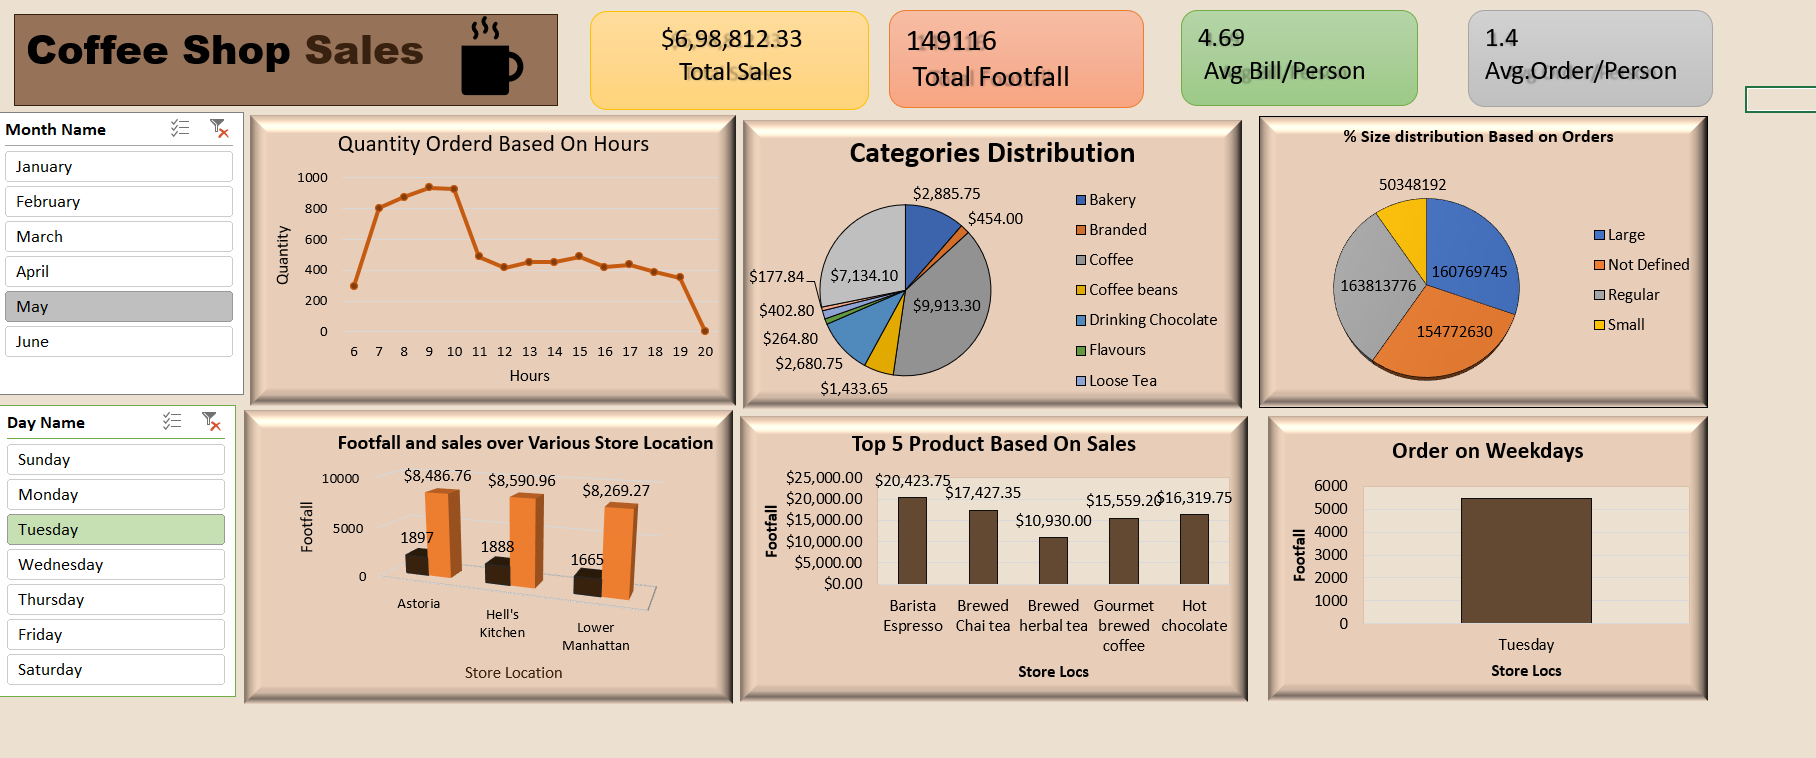 Coffee Shop Sales
$6,98,812.33
Total Sales
149116
Total Footfall
4.69
Avg Bill/Person
1.4
Avg.Order/Person
Month Name
January
February
March
April
May
June
Day Name
Sunday
Monday
Tuesday
Wednesday
Thursday
Friday
Saturday
Quantity Orderd Based On Hours
Quantity
1000
800
600
400
200
0
6 7 8 9 10 11 12 13 14 15 16 17 18 19 20
Hours
Categories Distribution
$2,885.75
$454.00
$9,913.30
$1,433.65
$2,680.75
$264.80
$402.80
$177.84
$7,134.10
Bakery
Branded
Coffee
Coffee beans
Drinking Chocolate
Flavours
Loose Tea
% Size distribution Based on Orders
50348192
160769745
163813776
154772630
Large
Not Defined
Regular
Small
Footfall and sales over Various Store Location
Footfall
10000
5000
0
$8,486.76
$8,590.96
$8,269.27
1897
1888
1665
Astoria
Hell's
Kitchen
Lower
Manhattan
Store Location
Top 5 Product Based On Sales
Footfall
$25,000.00
$20,000.00
$15,000.00
$10,000.00
$5,000.00
$0.00
$20,423.75
$17,427.35
$10,930.00
$15,559.20
$16,319.75
Barista
Espresso
Brewed
Chai tea
Brewed
herbal tea
Gourmet
brewed
coffee
Hot
chocolate
Store Locs
Order on Weekdays
Footfall
6000
5000
4000
3000
2000
1000
0
Tuesday
Store Locs